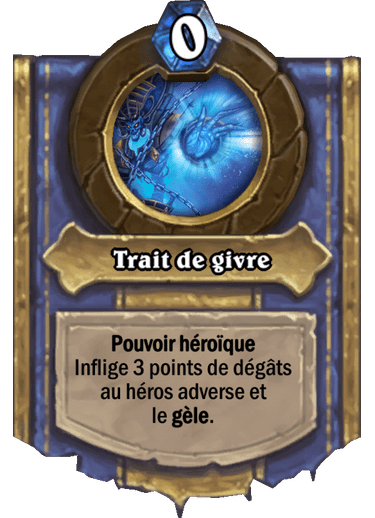 0
Trait de givre
Pouvoir héroïque
Inflige 3 points de dégâts
au héros adverse et
le gèle.